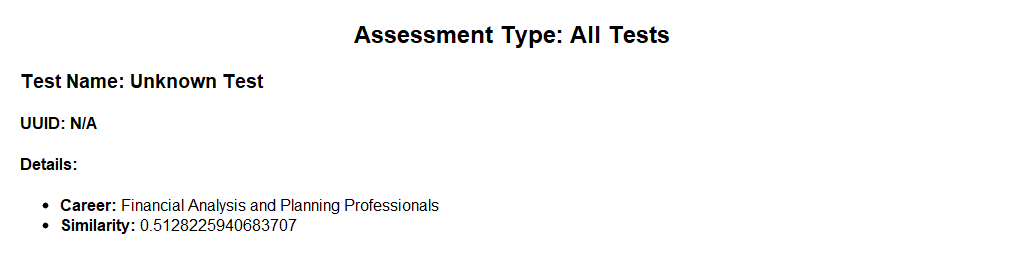 Assessment Type: All Tests
Test Name: Unknown Test
UUID: N/A
Details:
• Career: Financial Analysis and Planning Professionals
• Similarity: 0.5128225940683707